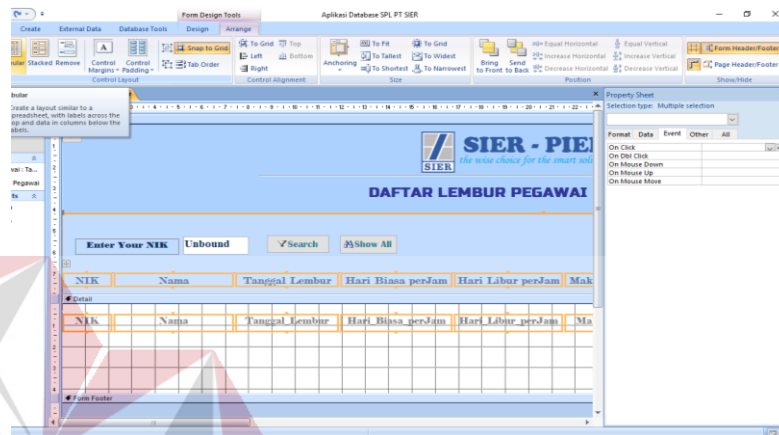 Form Design Tools
Aplikasi Database SPL PT SIER
Create External Data Database Tools Design Arrange
Stacked Remove Control Margins Control Padding Snap to Grid Tab Order To Grid Top Left Bottom Right Anchoring To Fit To Grid To Tallest To Widest To Shortest To Narrowest Bring to Front Send to Back Equal Horizontal Increase Horizontal Decrease Horizontal Equal Vertical Increase Vertical Decrease Vertical Form Header/Footer Page Header/Footer
Control Layout Control Alignment Size Position Show/Hide
bular
Create a layout similar to a
preadsheet, with labels across the
op and data in columns below the
abels.
Property Sheet
Selection type: Multiple selection
Format Data Event Other All
On Click
On Dbl Click
On Mouse Down
On Mouse Up
On Mouse Move
vai : Ta...
Pegawai
ts
SIER
SIER - PIE
the wise choice for the smart
DAFTAR LEMBUR PEGAWAI
Enter Your NIK Unbound Search Show All
NIK Nama Tanggal Lembur Hari Biasa perJam Hari Libur perJam Mak
Detail
NIK Nama Tanggal_Lembur Hari_Biasa_perJam Hari_Libur_perJam Ma
Form Footer